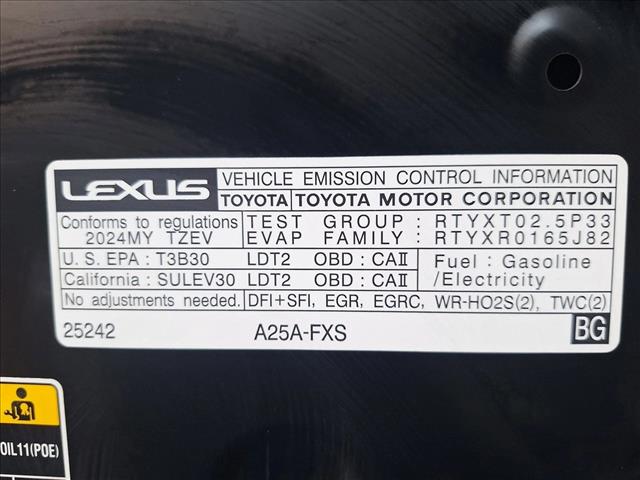 LEXUS VEHICLE EMISSION CONTROL INFORMATION
TOYOTA TOYOTA MOTOR CORPORATION
Conforms to regulations TEST GROUP : RTYXT02.5P33
2024MY TZEV EVAP FAMILY : RTYXR0165J82
U.S. EPA : T3B30 LDT2 OBD : CAII Fuel : Gasoline
California : SULEV30 LDT2 OBD : CAII /Electricity
No adjustments needed. DFI+SFI, EGR, EGRC, WR-HO2S(2), TWC(2)
25242 A25A-FXS BG
OIL11(POE)